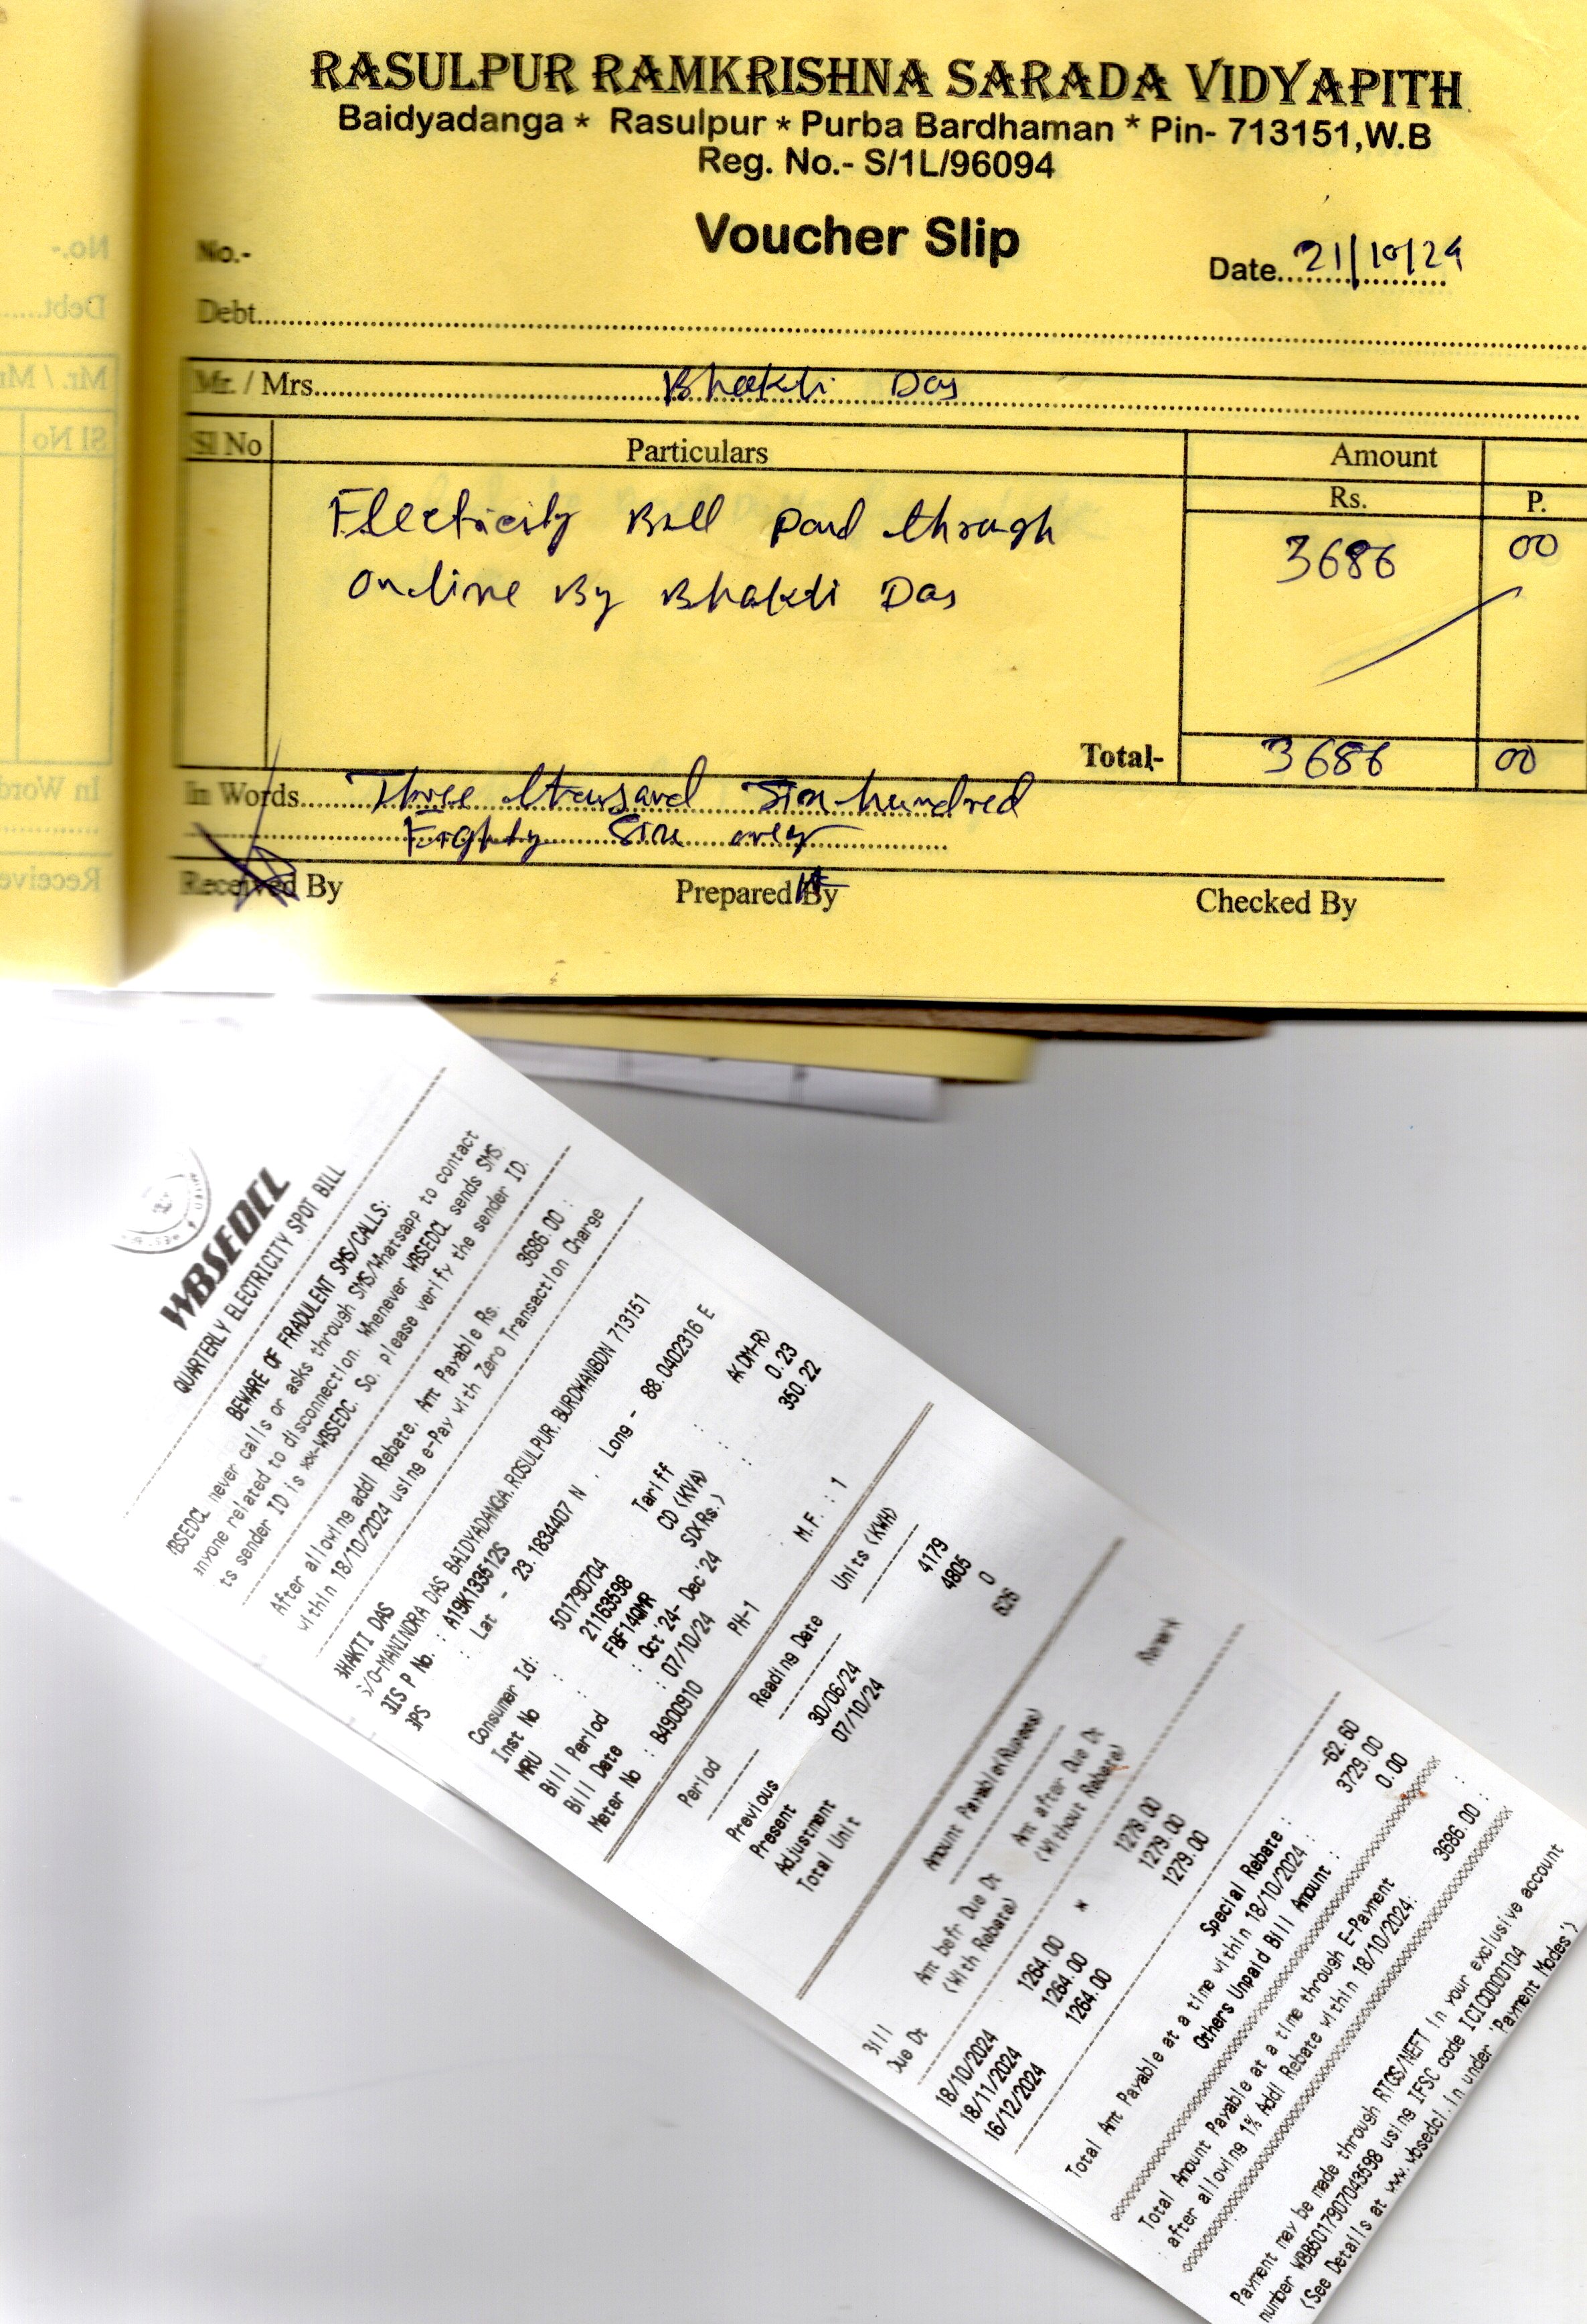 RASULPUR RAMKRISHNA SARADA VIDYAPITH
Baidyadanga * Rasulpur * Purba Bardhaman * Pin- 713151,W.B
Reg. No.- S/1L/96094
Voucher Slip
No.-
Date 21/10/24
Debt
Mr. / Mrs. Bhakti Das
Sl No Particulars Amount
Rs. P.
Electricity Bill paid through 3686 00
online By Bhakti Das
Total- 3686 00
In Words Three thousand Six hundred
Eighty Six only
Received By Prepared By Checked By
WBSEDCL
QUARTERLY ELECTRICITY SPOT BILL
BEWARE OF FRADULENT SMS/CALLS:
WBSEDCL never calls or asks through SMS/Whatsapp to contact
anyone related to disconnection. Whenever WBSEDCL sends SMS,
ts sender ID is xx-WBSEDC. So, please verify the sender ID.
After allowing addl Rebate, Amt Payable Rs. 3686.00 :
within 18/10/2024 using e-Pay with Zero Transaction Charge
BHAKTI DAS
S/O-MANINDRA DAS BAIDYADANGA, ROSULPUR, BURDWANBDN 713151
GIS P No. : A19K133512S
GPS : Lat - 23.1834407 N , Long - 88.0402316 E
Consumer Id: 501790704 Tariff : A(DM-R)
Inst No : 21163598 CD (KVA) : 0.23
MRU : FBF14QMR SD(Rs.) : 350.22
Bill Period : Oct '24- Dec '24
Bill Date : 07/10/24
Meter No : B4900910 PH-1 M.F. : 1
Period Reading Date Units (KWH)
Previous 30/06/24 4179
Present 07/10/24 4805
Adjustment 0
Total Unit 626
Amount Payable(Rupees)
Bill Amt befr Due Dt Amt after Due Dt Remark
Due Dt (With Rebate) (Without Rebate)
18/10/2024 1264.00 * 1279.00
18/11/2024 1264.00 1279.00
16/12/2024 1264.00 1279.00
Special Rebate : -62.60
Total Amt Payable at a time within 18/10/2024 : 3729.00
Others Unpaid Bill Amount : 0.00
Total Amount Payable at a time through E-Payment
: after allowing 1% Addl Rebate within 18/10/2024: 3686.00 :
Payment may be made through RTGS/NEFT in your exclusive account
number WBB5017907043598 using IFSC code ICIC0000104
(See Details at www.wbsedcl.in under 'Payment Modes')